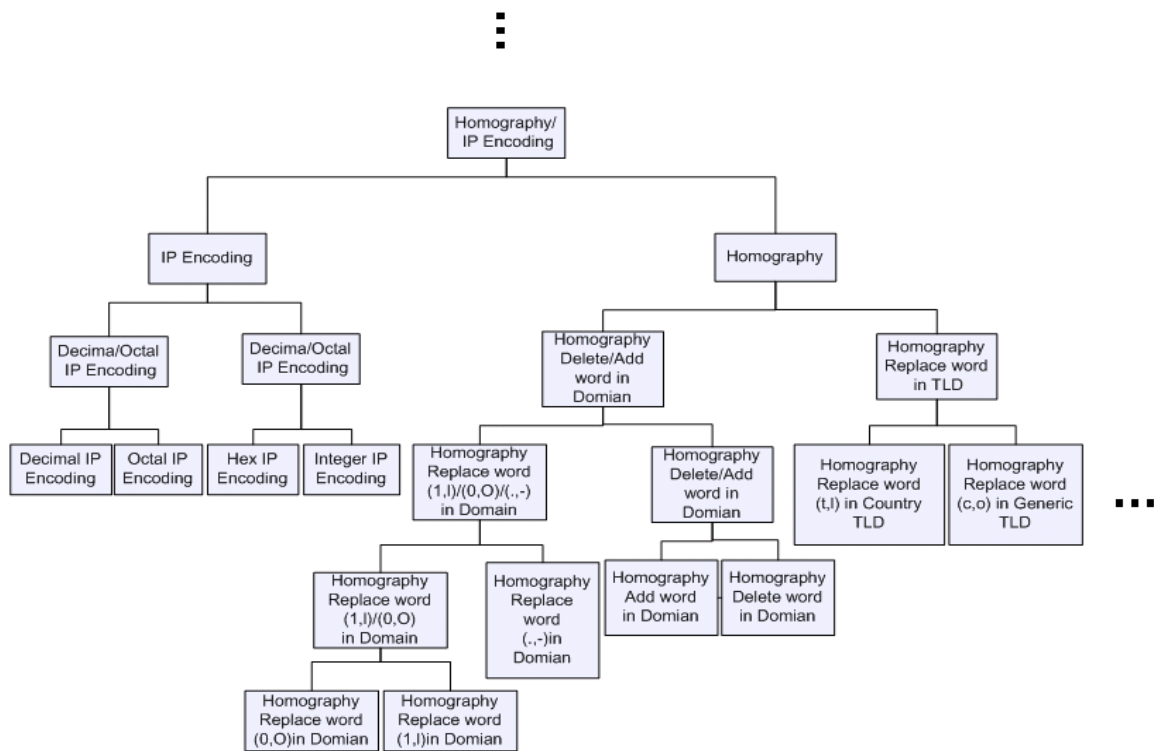 Homography/
IP Encoding
IP Encoding
Homography
Decima/Octal
IP Encoding
Decima/Octal
IP Encoding
Homography
Delete/Add
word in
Domian
Homography
Replace word
in TLD
Decimal IP
Encoding
Octal IP
Encoding
Hex IP
Encoding
Integer IP
Encoding
Homography
Replace word
(1,l)/(0,O)/(.,-)
in Domain
Homography
Delete/Add
word in
Domian
Homography
Replace word
(t,l) in Country
TLD
Homography
Replace word
(c,o) in Generic
TLD
Homography
Replace word
(1,l)/(0,O)
in Domain
Homography
Replace
word
(.,-)in
Domian
Homography
Add word
in Domian
Homography
Delete word
in Domian
Homography
Replace word
(0,O)in Domian
Homography
Replace word
(1,l)in Domian